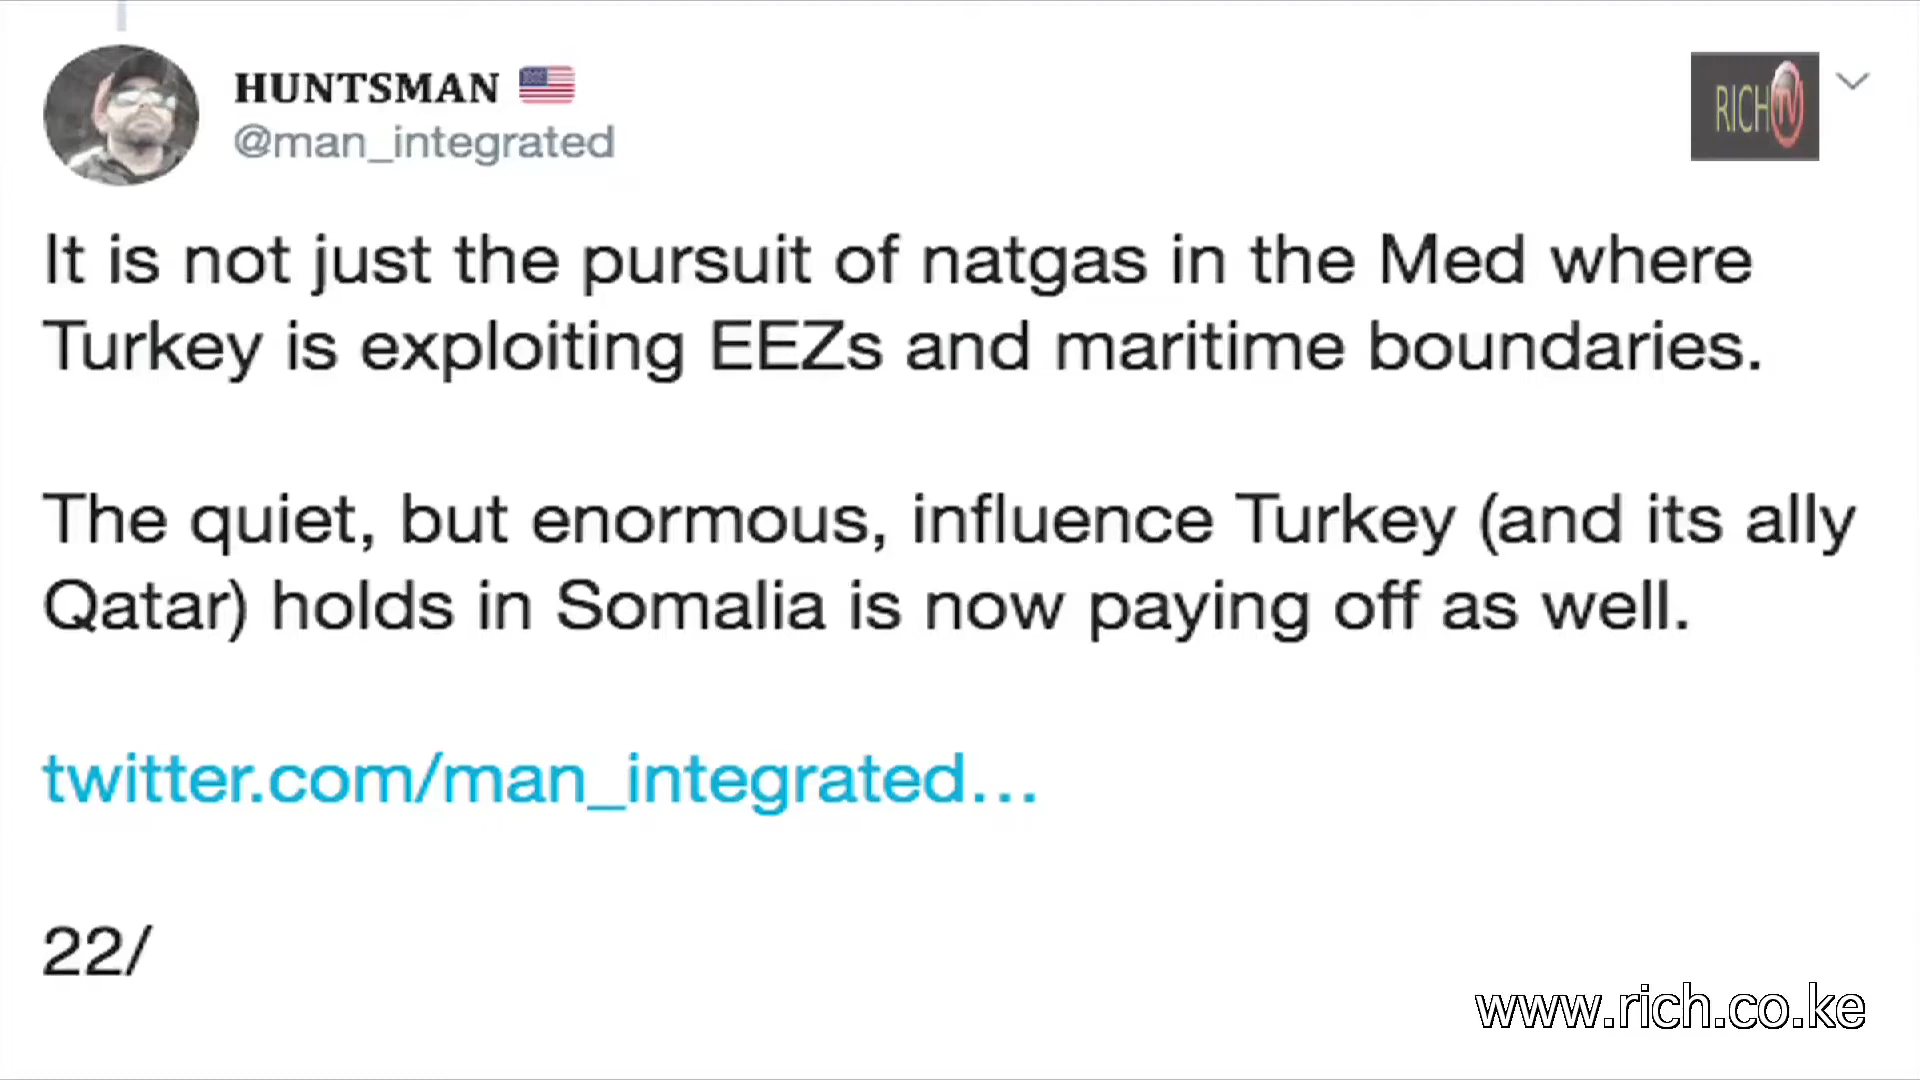 HUNTSMAN 🇺🇸
@man_integrated
RICH TV
It is not just the pursuit of natgas in the Med where
Turkey is exploiting EEZs and maritime boundaries.
The quiet, but enormous, influence Turkey (and its ally
Qatar) holds in Somalia is now paying off as well.
twitter.com/man_integrated...
22/
www.rich.co.ke